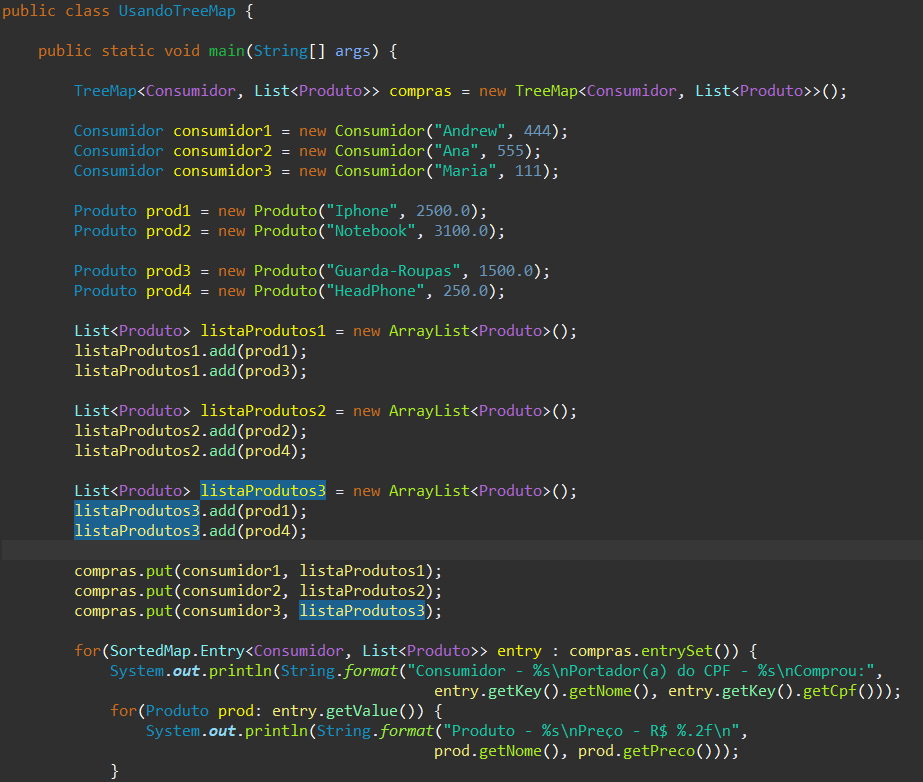 public class UsandoTreeMap {
public static void main(String[] args) {
TreeMap<Consumidor, List<Produto>> compras = new TreeMap<Consumidor, List<Produto>>();
Consumidor consumidor1 = new Consumidor("Andrew", 444);
Consumidor consumidor2 = new Consumidor("Ana", 555);
Consumidor consumidor3 = new Consumidor("Maria", 111);
Produto prod1 = new Produto("Iphone", 2500.0);
Produto prod2 = new Produto("Notebook", 3100.0);
Produto prod3 = new Produto("Guarda-Roupas", 1500.0);
Produto prod4 = new Produto("HeadPhone", 250.0);
List<Produto> listaProdutos1 = new ArrayList<Produto>();
listaProdutos1.add(prod1);
listaProdutos1.add(prod3);
List<Produto> listaProdutos2 = new ArrayList<Produto>();
listaProdutos2.add(prod2);
listaProdutos2.add(prod4);
List<Produto> listaProdutos3 = new ArrayList<Produto>();
listaProdutos3.add(prod1);
listaProdutos3.add(prod4);
compras.put(consumidor1, listaProdutos1);
compras.put(consumidor2, listaProdutos2);
compras.put(consumidor3, listaProdutos3);
for(SortedMap.Entry<Consumidor, List<Produto>> entry : compras.entrySet()) {
System.out.println(String.format("Consumidor - %s\nPortador(a) do CPF - %s\nComprou:",
entry.getKey().getNome(), entry.getKey().getCpf()));
for(Produto prod: entry.getValue()) {
System.out.println(String.format("Produto - %s\nPreço - R$ %.2f\n",
prod.getNome(), prod.getPreco()));
}